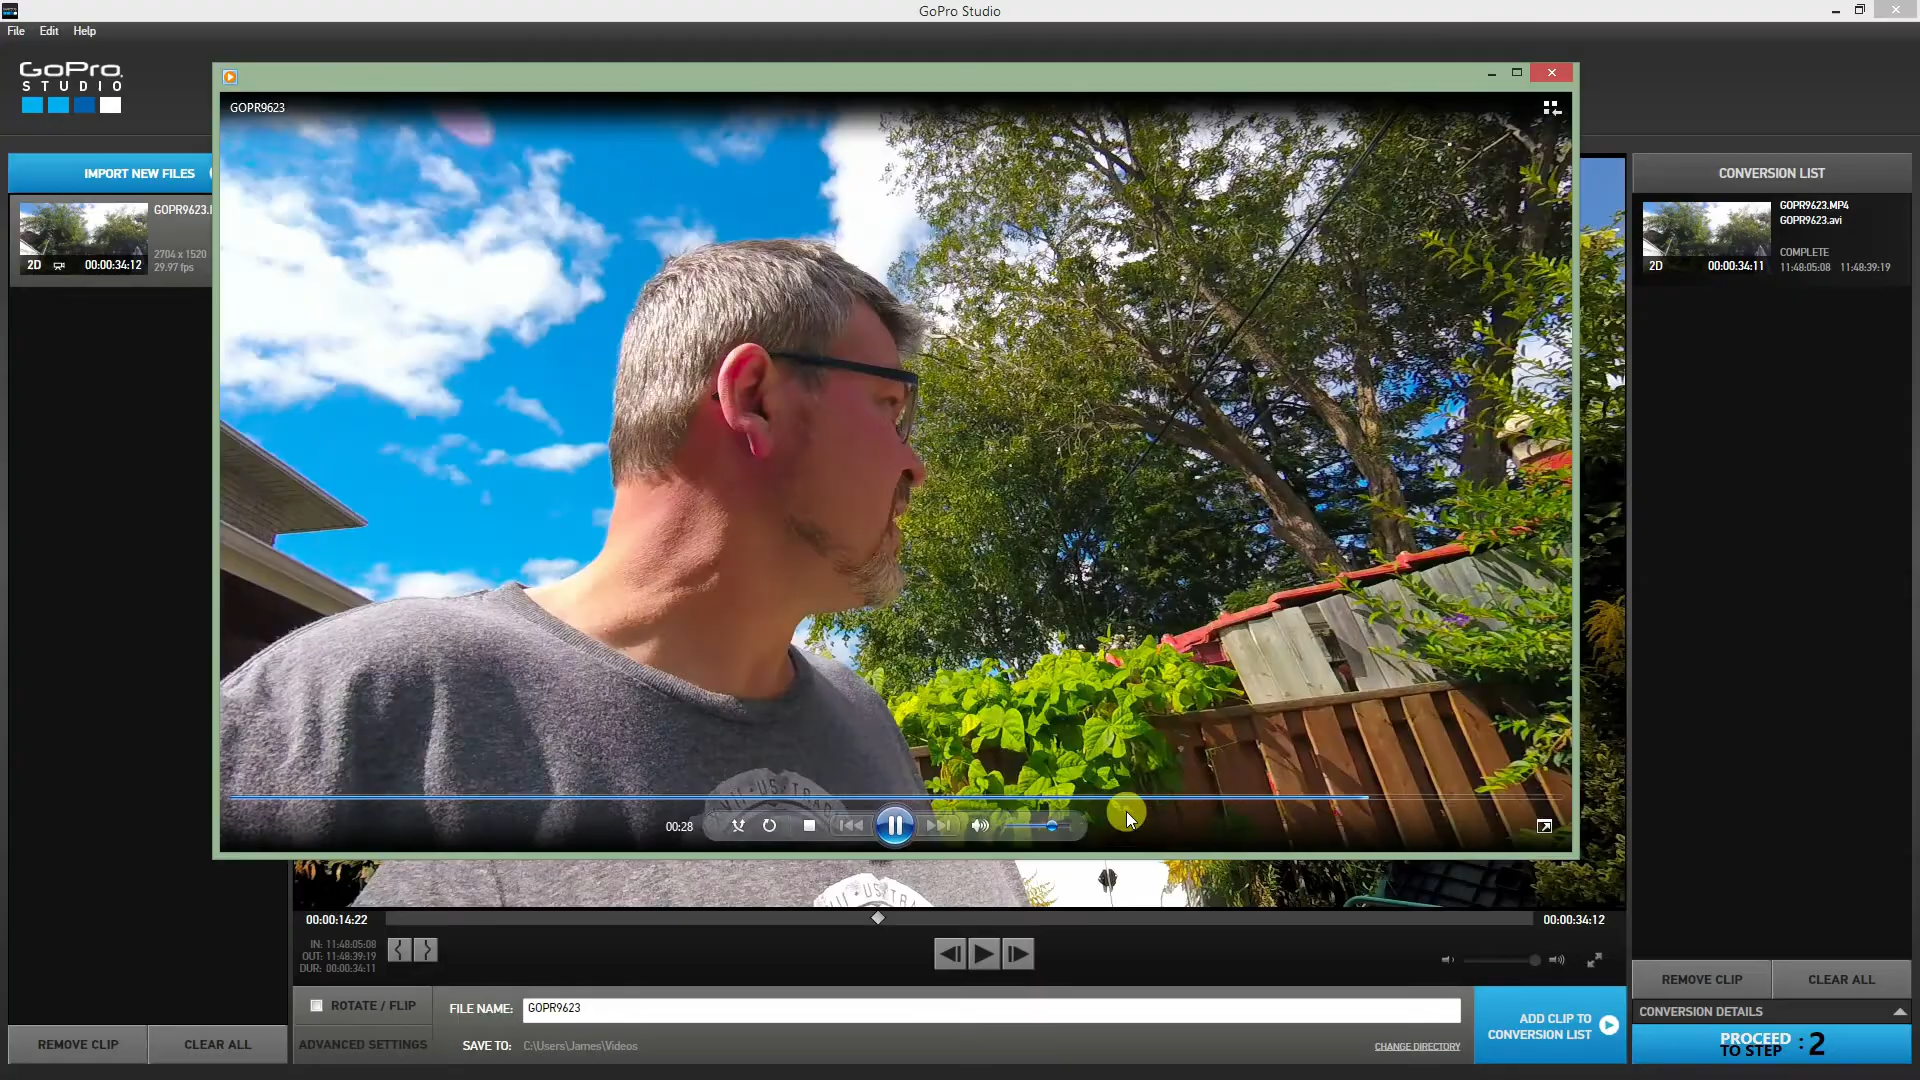 GoPro Studio
File Edit Help
GoPro
STUDIO
GOPR9623
IMPORT NEW FILES
CONVERSION LIST
GOPR9623.
2704 x 1520
29.97 fps
2D 00:00:34:12
GOPR9623.MP4
GOPR9623.avi
COMPLETE
11:48:05:08 11:48:39:19
2D 00:00:34:11
U.S.TRA
00:28
U.S.TRA
00:00:14:22
00:00:34:12
IN: 11:48:05:08
OUT: 11:48:39:19
DUR: 00:00:34:11
ROTATE / FLIP
FILE NAME: GOPR9623
ADVANCED SETTINGS
SAVE TO: C:\Users\James\Videos
CHANGE DIRECTORY
ADD CLIP TO
CONVERSION LIST
REMOVE CLIP CLEAR ALL
REMOVE CLIP CLEAR ALL
CONVERSION DETAILS
PROCEED
TO STEP : 2